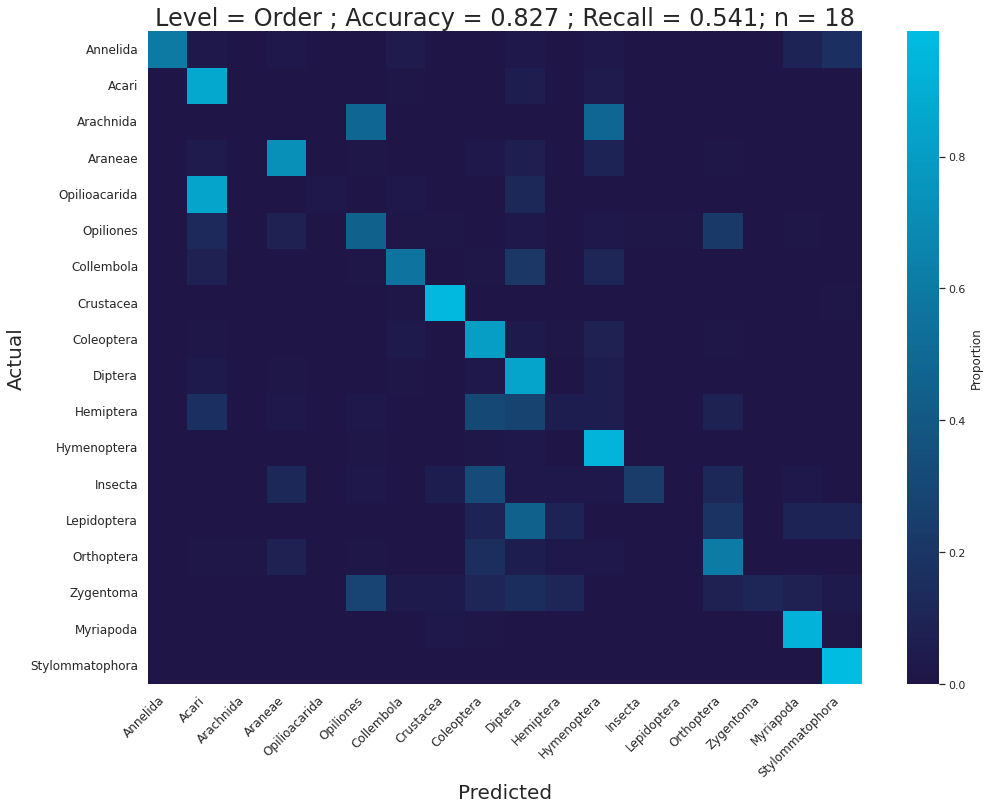 Level = Order ; Accuracy = 0.827 ; Recall = 0.541; n = 18
Actual
Annelida
Acari
Arachnida
Araneae
Opilioacarida
Opiliones
Collembola
Crustacea
Coleoptera
Diptera
Hemiptera
Hymenoptera
Insecta
Lepidoptera
Orthoptera
Zygentoma
Myriapoda
Stylommatophora
Annelida
Acari
Arachnida
Araneae
Opilioacarida
Opiliones
Collembola
Crustacea
Coleoptera
Diptera
Hemiptera
Hymenoptera
Insecta
Lepidoptera
Orthoptera
Zygentoma
Myriapoda
Stylommatophora
Predicted
0.8
0.6
0.4
0.2
0.0
Proportion